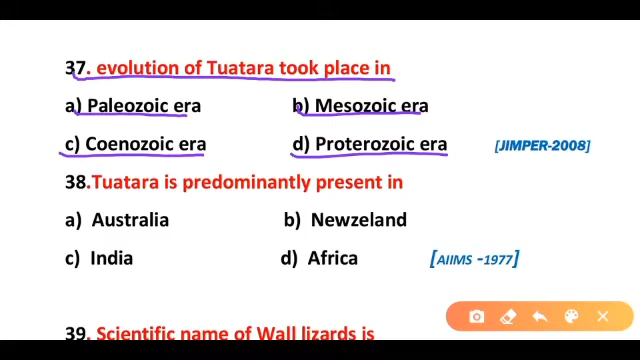 37. evolution of Tuatara took place in
a) Paleozoic era b) Mesozoic era
c) Coenozoic era d) Proterozoic era [JIMPER-2008]
38.Tuatara is predominantly present in
a) Australia b) Newzeland
c) India d) Africa [AIIMS -1977]
39. Scientific name of Wall lizards is